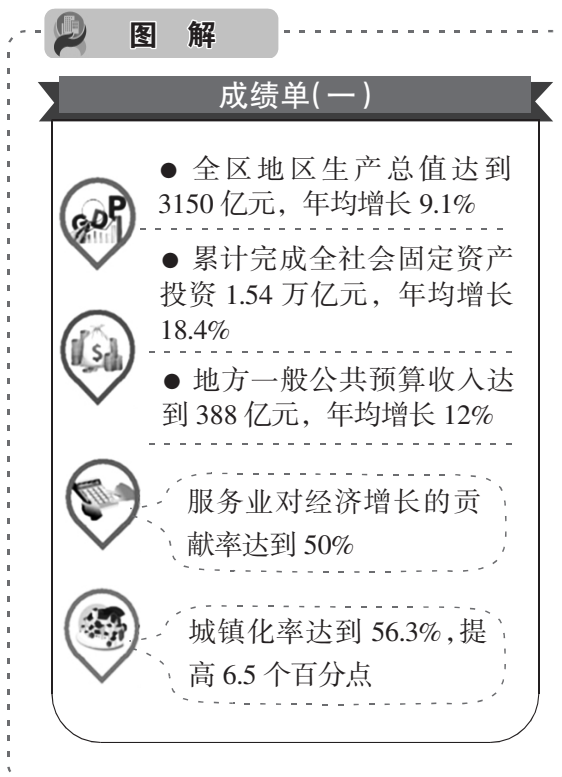 图 解
成绩单(一)
● 全区地区生产总值达到
3150 亿元，年均增长 9.1%
● 累计完成全社会固定资产
投资 1.54 万亿元，年均增长
18.4%
● 地方一般公共预算收入达
到 388 亿元，年均增长 12%
服务业对经济增长的贡
献率达到 50%
城镇化率达到 56.3%，提
高 6.5 个百分点
GDP
$